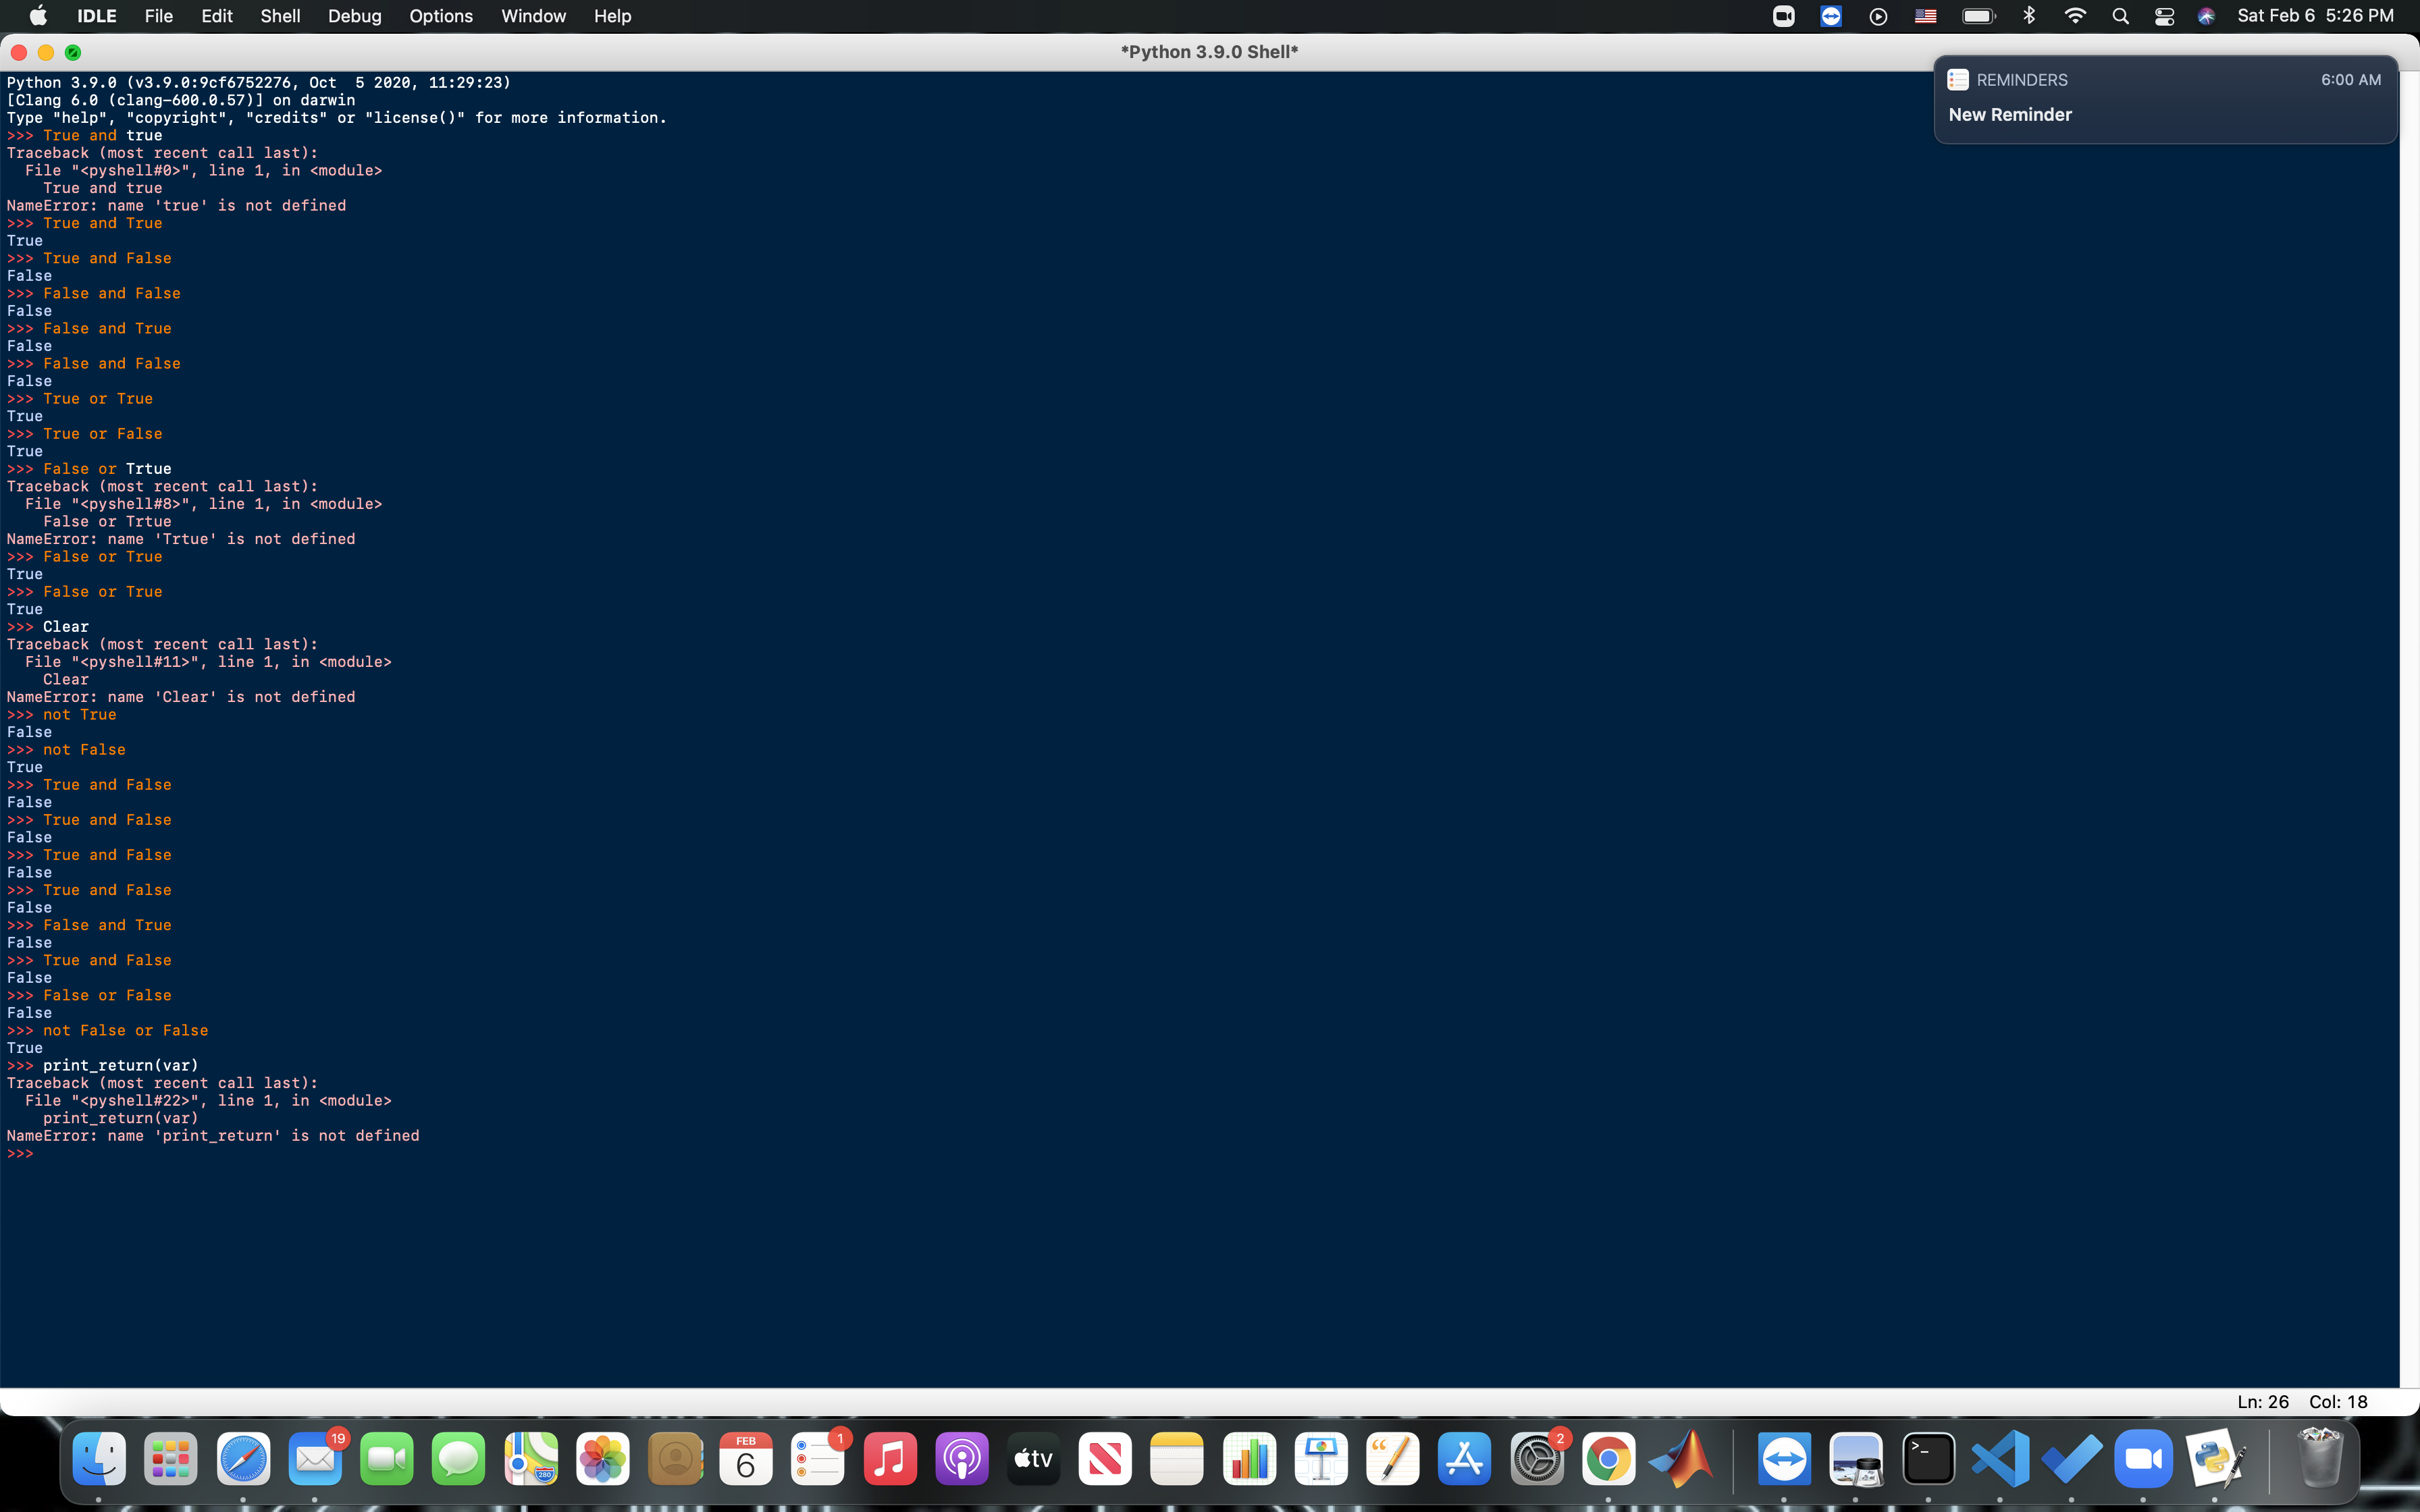 IDLE File Edit Shell Debug Options Window Help Sat Feb 6 5:26 PM
*Python 3.9.0 Shell*
REMINDERS 6:00 AM
New Reminder
Python 3.9.0 (v3.9.0:9cf6752276, Oct  5 2020, 11:29:23)
[Clang 6.0 (clang-600.0.57)] on darwin
Type "help", "copyright", "credits" or "license()" for more information.
>>> True and true
Traceback (most recent call last):
  File "<pyshell#0>", line 1, in <module>
    True and true
NameError: name 'true' is not defined
>>> True and True
True
>>> True and False
False
>>> False and False
False
>>> False and True
False
>>> False and False
False
>>> True or True
True
>>> True or False
True
>>> False or Trtue
Traceback (most recent call last):
  File "<pyshell#8>", line 1, in <module>
    False or Trtue
NameError: name 'Trtue' is not defined
>>> False or True
True
>>> False or True
True
>>> Clear
Traceback (most recent call last):
  File "<pyshell#11>", line 1, in <module>
    Clear
NameError: name 'Clear' is not defined
>>> not True
False
>>> not False
True
>>> True and False
False
>>> True and False
False
>>> True and False
False
>>> True and False
False
>>> False and True
False
>>> True and False
False
>>> False or False
False
>>> not False or False
True
>>> print_return(var)
Traceback (most recent call last):
  File "<pyshell#22>", line 1, in <module>
    print_return(var)
NameError: name 'print_return' is not defined
>>>
Ln: 26 Col: 18
19
FEB
6
1
tv
280
2
>_